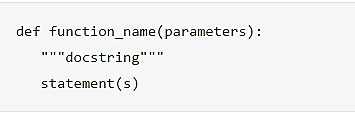 def function_name(parameters):
    """docstring"""
    statement(s)